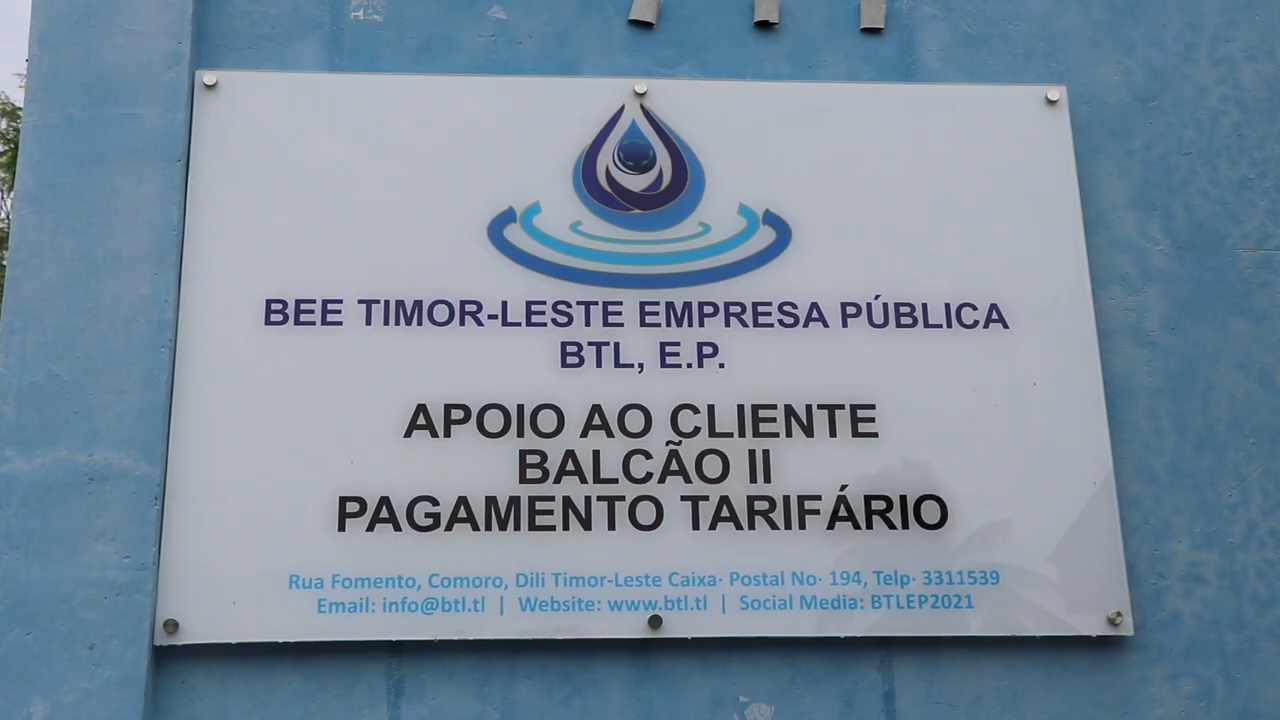 BEE TIMOR-LESTE EMPRESA PÚBLICA
BTL, E.P.
APOIO AO CLIENTE
BALCÃO II
PAGAMENTO TARIFÁRIO
Rua Fomento, Comoro, Dili Timor-Leste Caixa· Postal No· 194, Telp· 3311539
Email: info@btl.tl | Website: www.btl.tl | Social Media: BTLEP2021